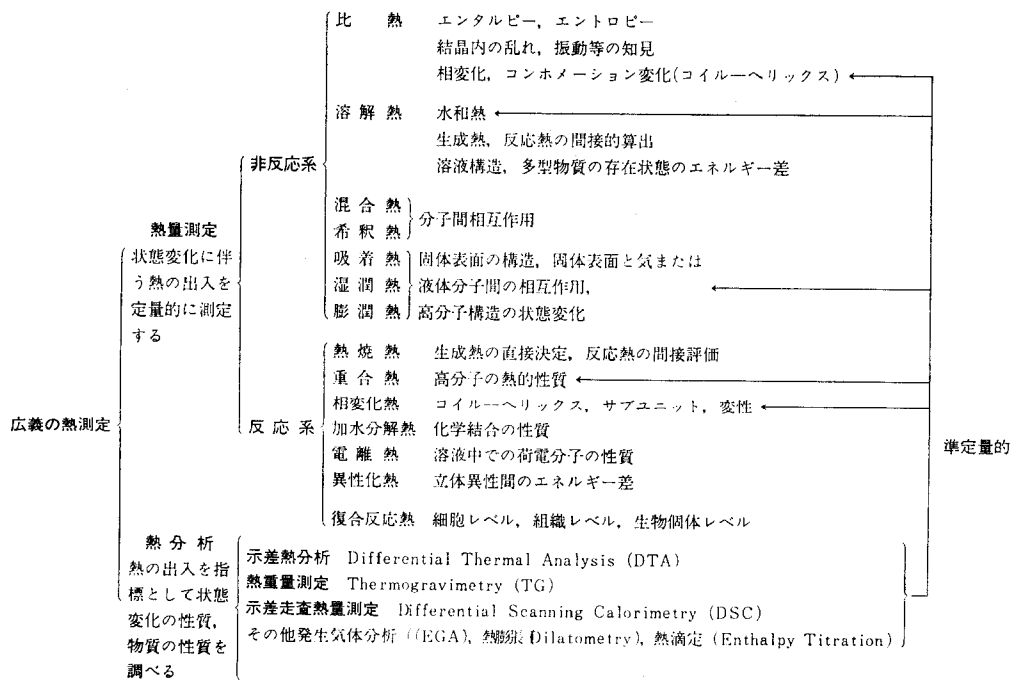 比熱 エンタルピー，エントロピー
結晶内の乱れ，振動等の知見
相変化，コンホメーション変化(コイルーヘリックス)
溶解熱 水和熱
生成熱，反応熱の間接的算出
溶液構造，多型物質の存在状態のエネルギー差
非反応系
混合熱
希釈熱
分子間相互作用
熱量測定
状態変化に伴
う熱の出入を
定量的に測定
する
吸着熱 固体表面の構造，固体表面と気または
湿潤熱 液体分子間の相互作用，
膨潤熱 高分子構造の状態変化
熱焼熱 生成熱の直接決定，反応熱の間接評価
重合熱 高分子の熱的性質
相変化熱 コイルーヘリックス，サブユニット，変性
広義の熱測定
反応系
加水分解熱 化学結合の性質
準定量的
電離熱 溶液中での荷電分子の性質
異性化熱 立体異性間のエネルギー差
復合反応熱 細胞レベル，組織レベル，生物個体レベル
熱分析
熱の出入を指
標として状態
変化の性質，
物質の性質を
調べる
示差熱分析 Differential Thermal Analysis (DTA)
熱重量測定 Thermogravimetry (TG)
示差走査熱量測定 Differential Scanning Calorimetry (DSC)
その他発生気体分析 ((EGA)，熱膨張 (Dilatometry)，熱滴定 (Enthalpy Titration)